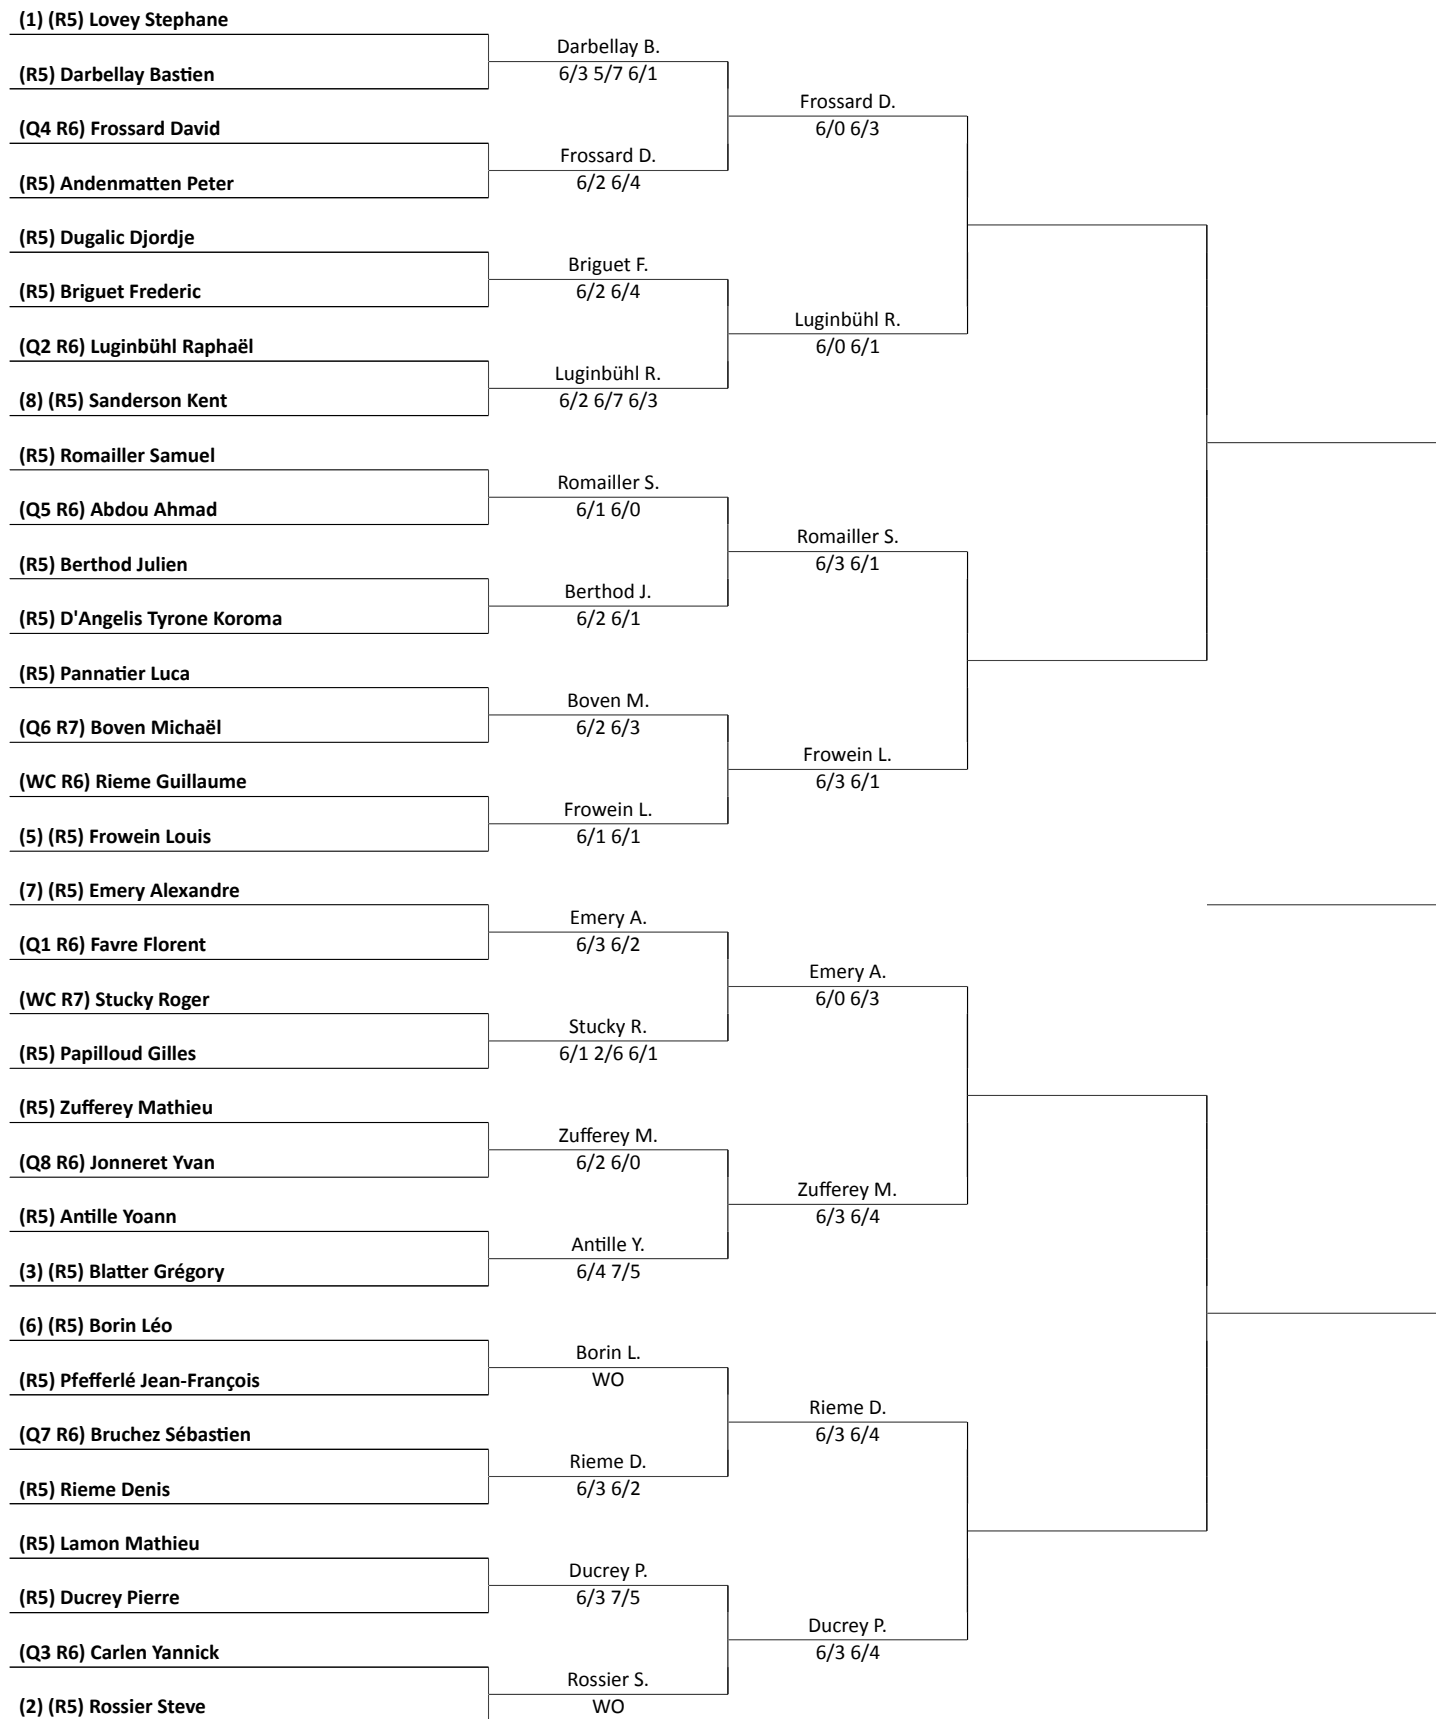 (1) (R5) Lovey Stephane
Darbellay B.
(R5) Darbellay Bastien
6/3 5/7 6/1
Frossard D.
(Q4 R6) Frossard David
6/0 6/3
Frossard D.
(R5) Andenmatten Peter
6/2 6/4
(R5) Dugalic Djordje
Briguet F.
(R5) Briguet Frederic
6/2 6/4
Luginbühl R.
(Q2 R6) Luginbühl Raphaël
6/0 6/1
Luginbühl R.
(8) (R5) Sanderson Kent
6/2 6/7 6/3
(R5) Romailler Samuel
Romailler S.
(Q5 R6) Abdou Ahmad
6/1 6/0
Romailler S.
(R5) Berthod Julien
6/3 6/1
Berthod J.
(R5) D'Angelis Tyrone Koroma
6/2 6/1
(R5) Pannatier Luca
Boven M.
(Q6 R7) Boven Michaël
6/2 6/3
Frowein L.
(WC R6) Rieme Guillaume
6/3 6/1
Frowein L.
(5) (R5) Frowein Louis
6/1 6/1
(7) (R5) Emery Alexandre
Emery A.
(Q1 R6) Favre Florent
6/3 6/2
Emery A.
(WC R7) Stucky Roger
6/0 6/3
Stucky R.
(R5) Papilloud Gilles
6/1 2/6 6/1
(R5) Zufferey Mathieu
Zufferey M.
(Q8 R6) Jonneret Yvan
6/2 6/0
Zufferey M.
(R5) Antille Yoann
6/3 6/4
Antille Y.
(3) (R5) Blatter Grégory
6/4 7/5
(6) (R5) Borin Léo
Borin L.
(R5) Pfefferlé Jean-François
WO
Rieme D.
(Q7 R6) Bruchez Sébastien
6/3 6/4
Rieme D.
(R5) Rieme Denis
6/3 6/2
(R5) Lamon Mathieu
Ducrey P.
(R5) Ducrey Pierre
6/3 7/5
Ducrey P.
(Q3 R6) Carlen Yannick
6/3 6/4
Rossier S.
(2) (R5) Rossier Steve
WO